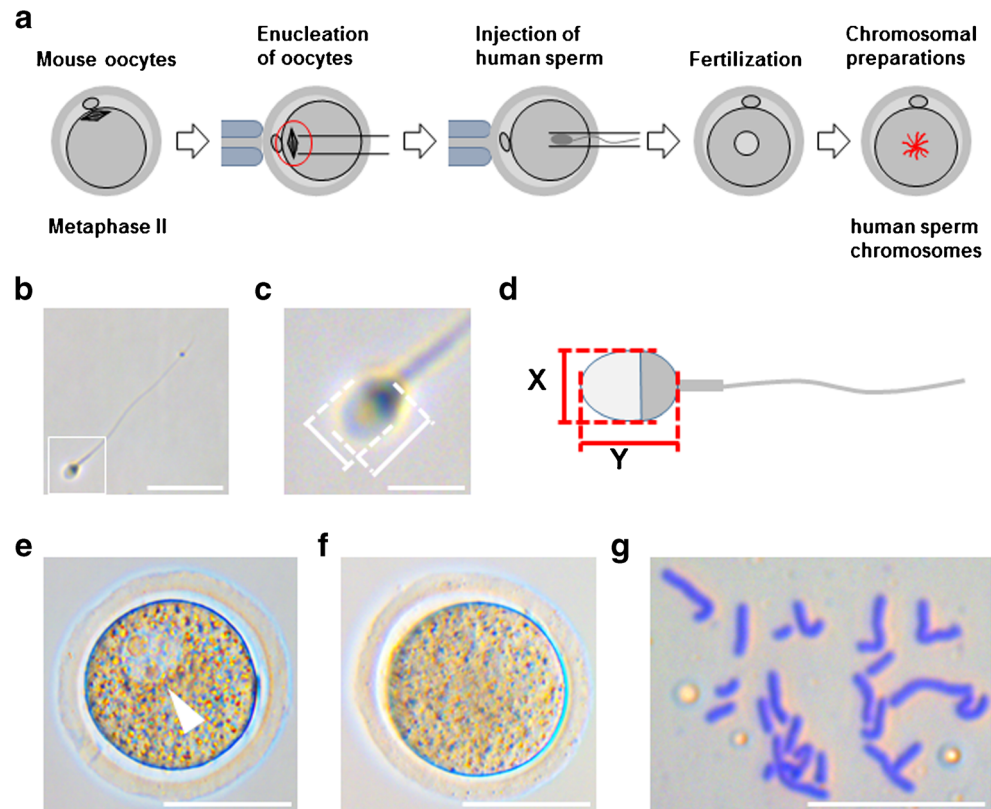 a
Mouse oocytes
Enucleation
of oocytes
Injection of
human sperm
Fertilization
Chromosomal
preparations
Metaphase II
human sperm
chromosomes
b
c
d
X
Y
e
f
g